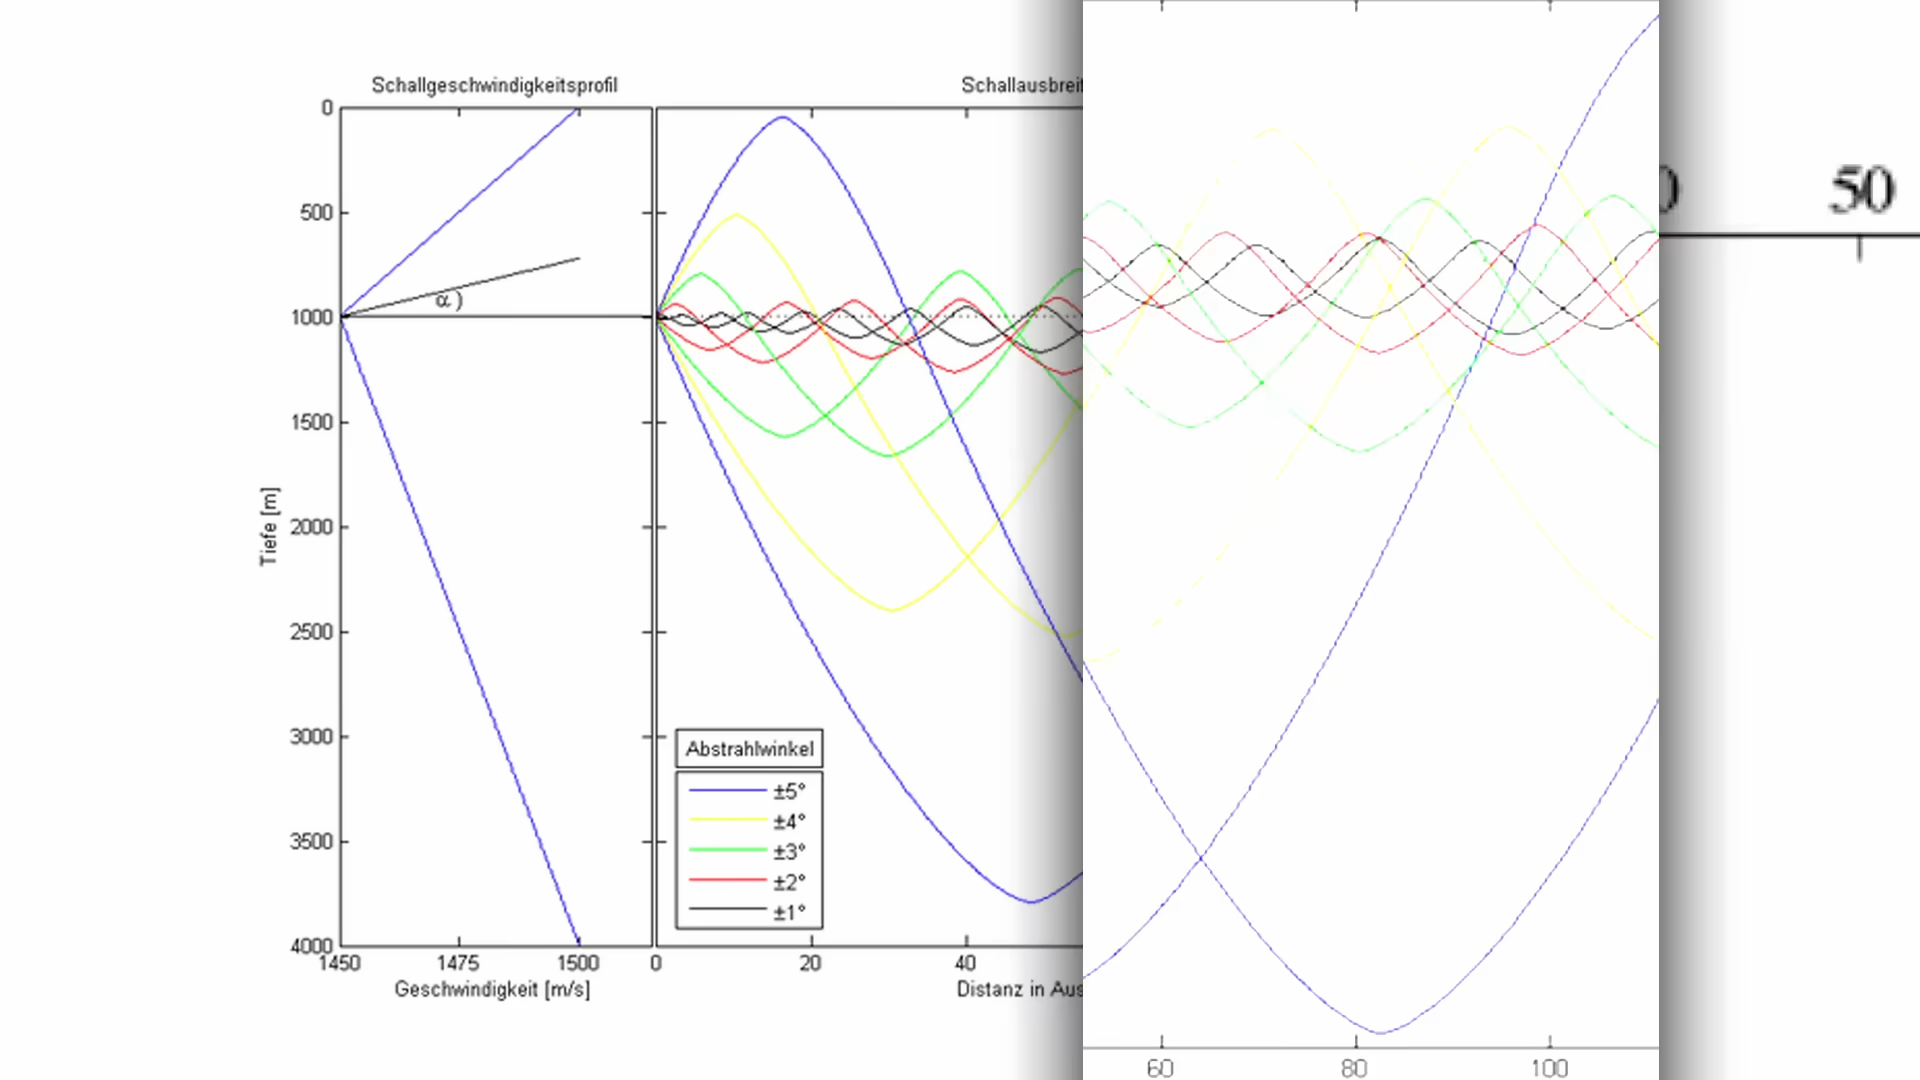 Schallgeschwindigkeitsprofil
0
500
1000
1500
2000
2500
3000
3500
4000
Tiefe [m]
α )
1450 1475 1500
Geschwindigkeit [m/s]
Schallausbreit
Abstrahlwinkel
±5°
±4°
±3°
±2°
±1°
0 20 40
Distanz in Aus
60 80 100
0 50